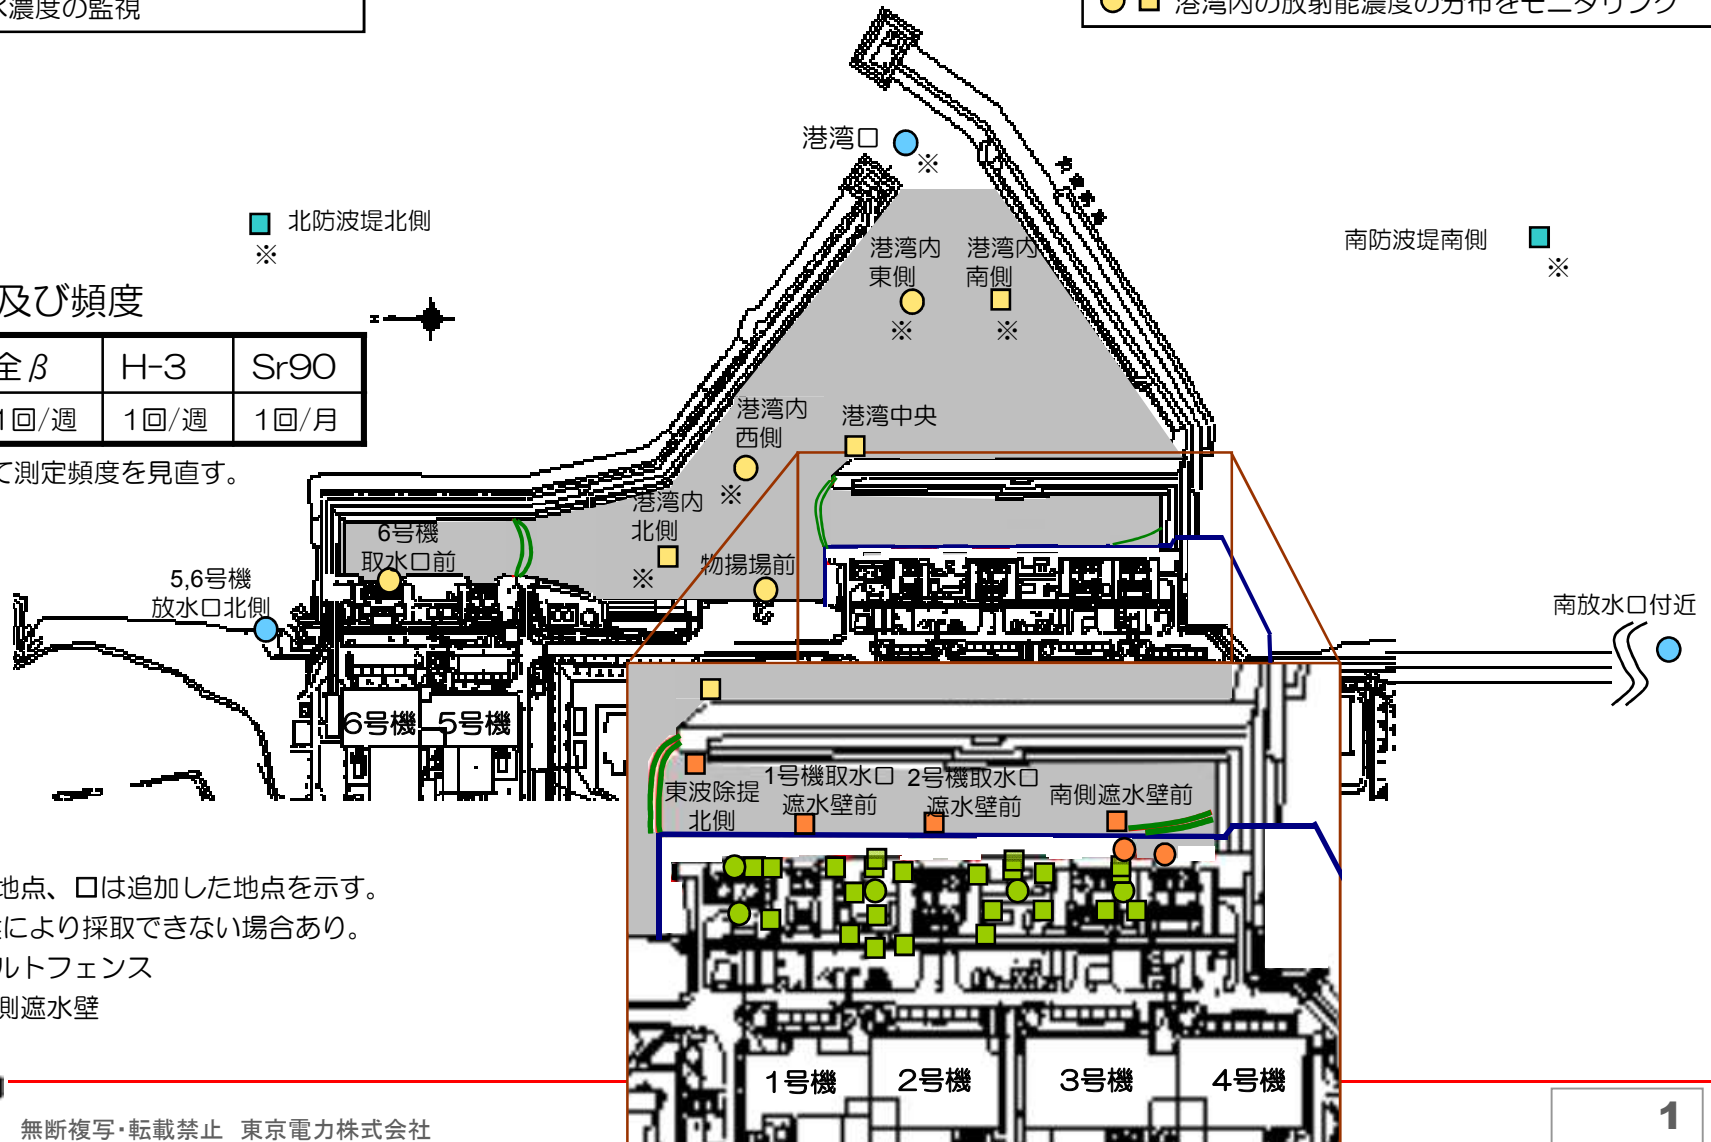 水濃度の監視
港湾内の放射能濃度の分布をモニタリング
港湾口
※
北防波堤北側
※
南防波堤南側
※
港湾内
東側
※
港湾内
南側
※
及び頻度
全β H-3 Sr90
1回/週 1回/週 1回/月
て測定頻度を見直す。
港湾内
西側
※
港湾中央
港湾内
北側
※
6号機
取水口前
物揚場前
5,6号機
放水口北側
南放水口付近
6号機 5号機
東波除堤
北側
1号機取水口
遮水壁前
2号機取水口
遮水壁前
南側遮水壁前
地点、口は追加した地点を示す。
により採取できない場合あり。
ルトフェンス
側遮水壁
1号機 2号機 3号機 4号機
無断複写・転載禁止 東京電力株式会社
1